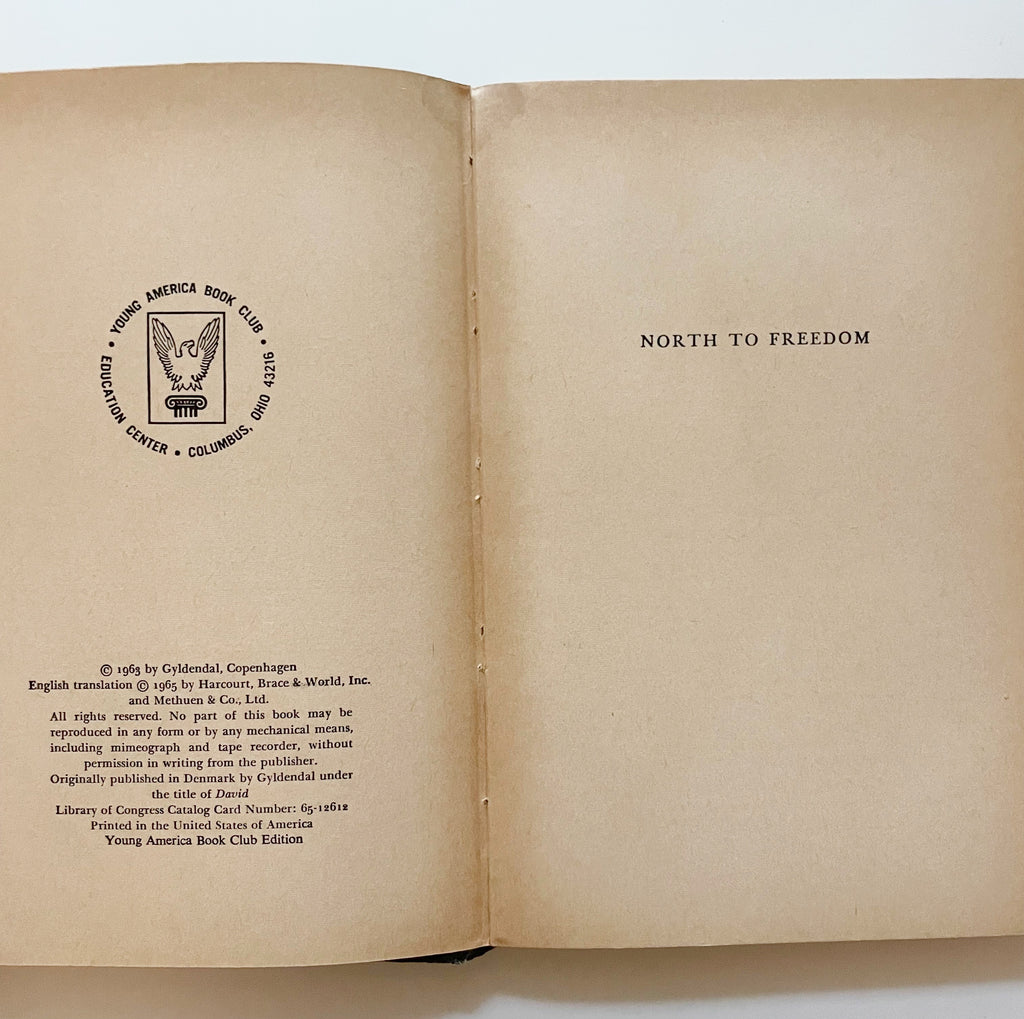 • YOUNG AMERICA BOOK CLUB •
EDUCATION CENTER • COLUMBUS, OHIO 43216
© 1963 by Gyldendal, Copenhagen
English translation © 1965 by Harcourt, Brace & World, Inc.
and Methuen & Co., Ltd.
All rights reserved. No part of this book may be
reproduced in any form or by any mechanical means,
including mimeograph and tape recorder, without
permission in writing from the publisher.
Originally published in Denmark by Gyldendal under
the title of David
Library of Congress Catalog Card Number: 65-12612
Printed in the United States of America
Young America Book Club Edition
NORTH TO FREEDOM